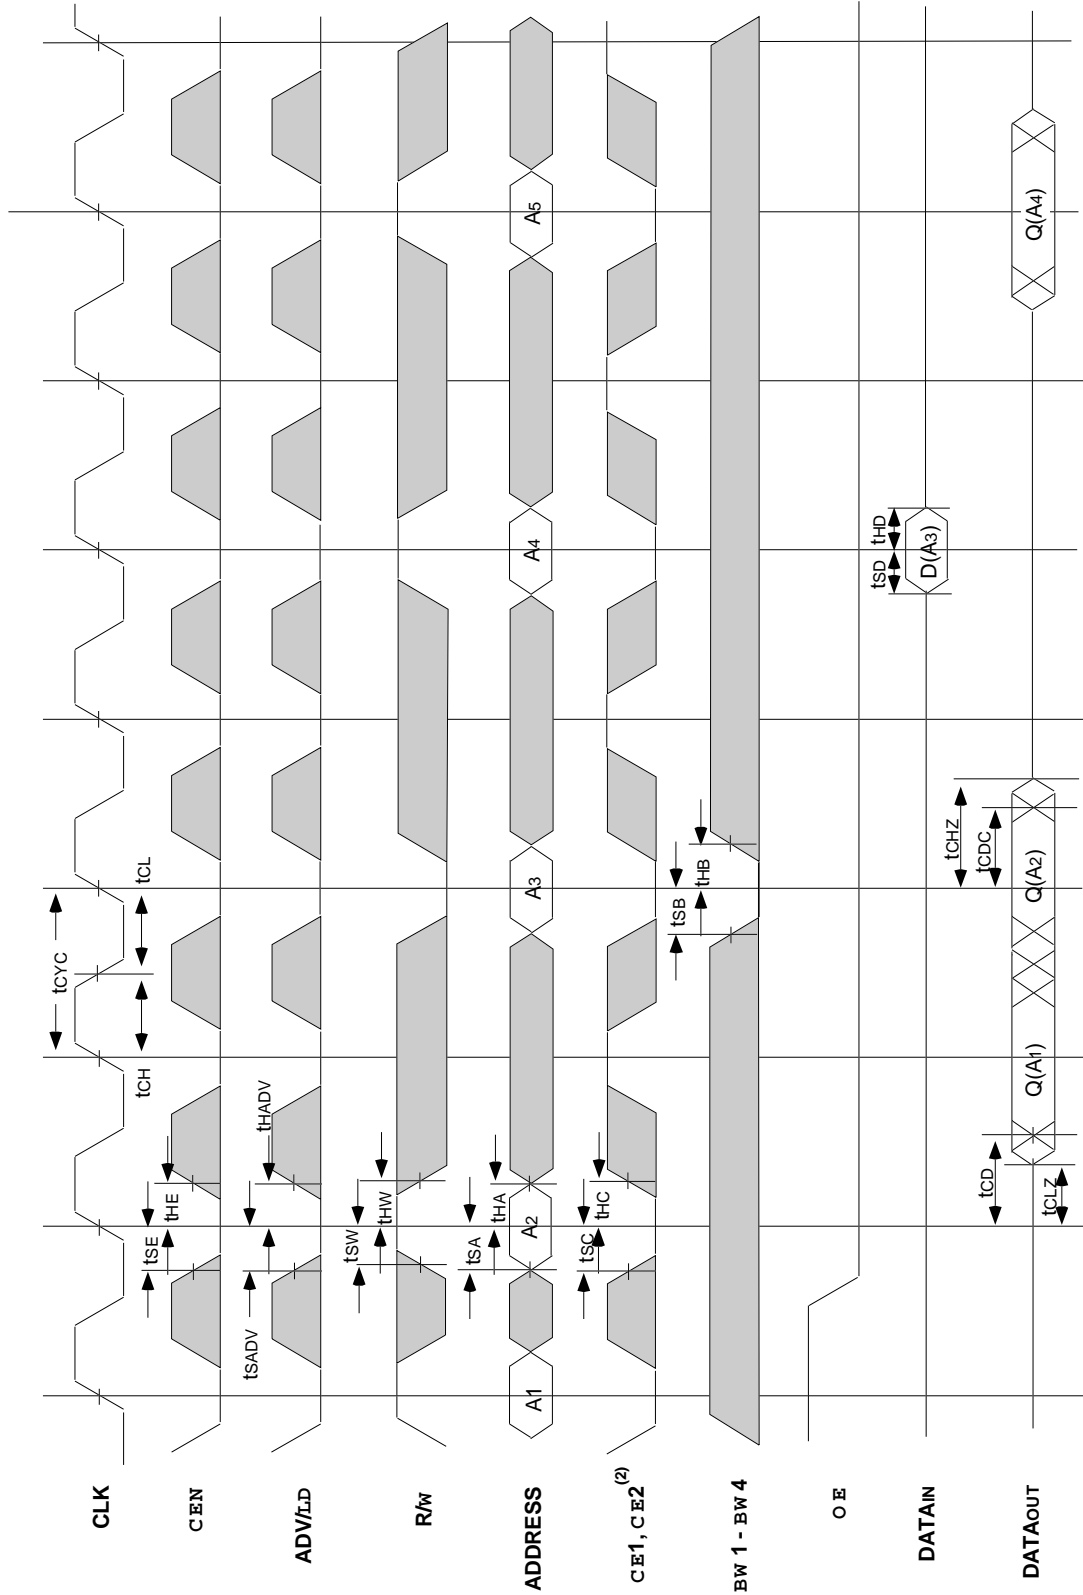 CLK
tCYC
tCH
tCL
CEN
tSE
tHE
ADV/LD
tSADV
tHADV
R/W
tSW
tHW
ADDRESS
A1
A2
A3
A4
A5
tSA
tHA
CE1, CE2(2)
tSC
tHC
BW1 - BW4
tSB
tHB
OE
DATAIN
D(A3)
tSD
tHD
DATAOUT
Q(A1)
Q(A2)
Q(A4)
tCD
tCLZ
tCHZ
tCDC